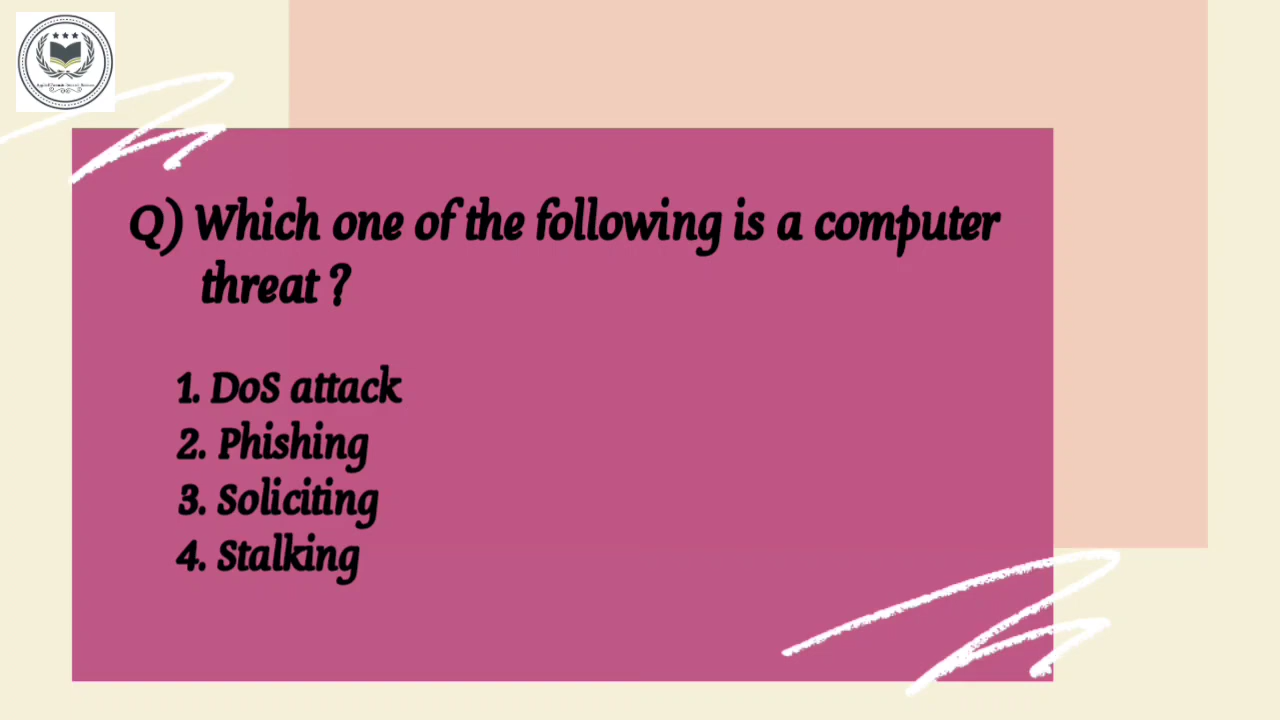 Q) Which one of the following is a computer
threat ?
1. DoS attack
2. Phishing
3. Soliciting
4. Stalking